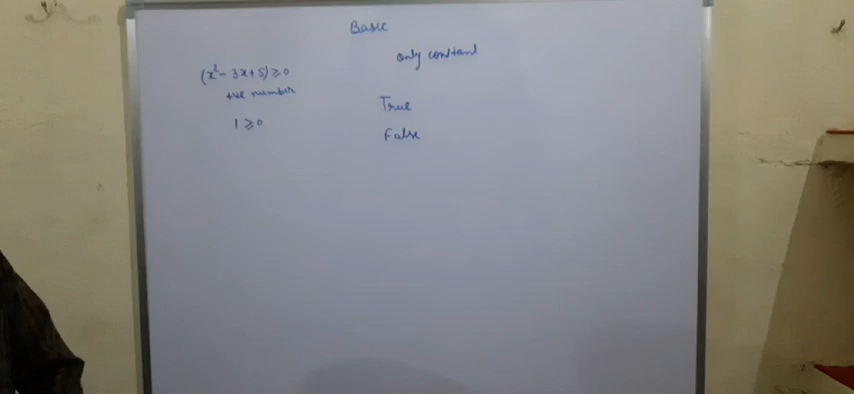 Basic
only constant
(x²- 3x+5)≥0
+ve number
True
1≥0
False